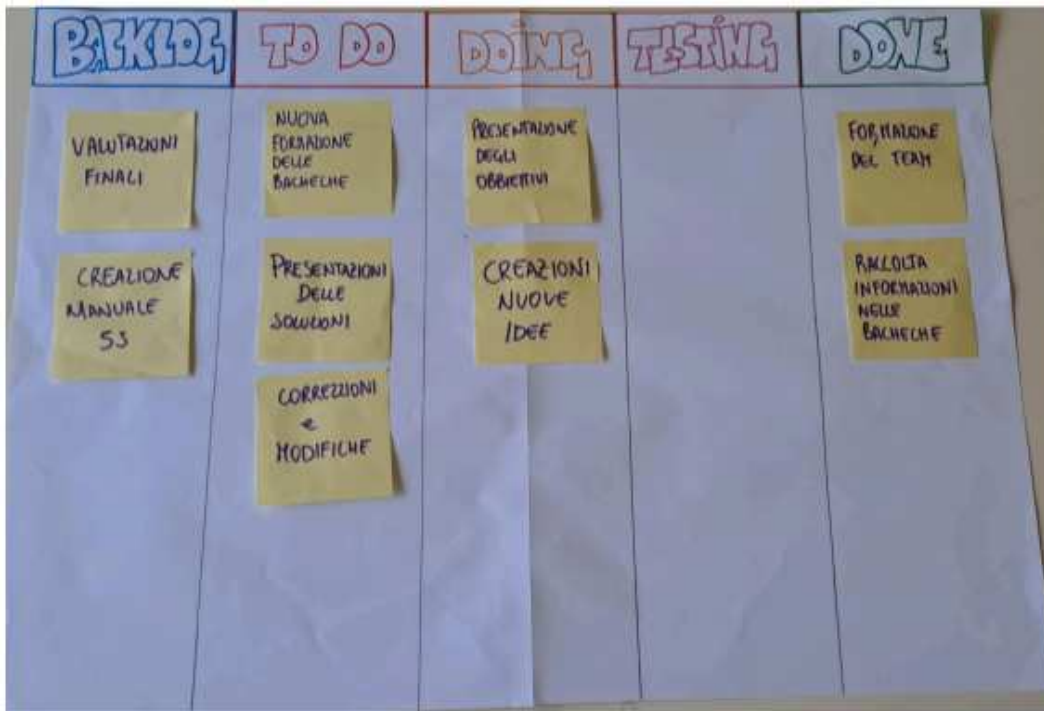 BACKLOG
TO DO
DOING
TESTING
DONE
VALUTAZIONI
FINALI
CREAZIONE
MANUALE
5S
NUOVA
FORMAZIONE
DELLE
BACHECHE
PRESENTAZIONI
DELLE
SOLUZIONI
CORREZZIONI
e
MODIFICHE
PRESENTAZIONE
DEGLI
OBBIETTIVI
CREAZIONI
NUOVE
IDEE
FORMAZIONE
DEL TEAM
RACCOLTA
INFORMAZIONI
NELLE
BACHECHE